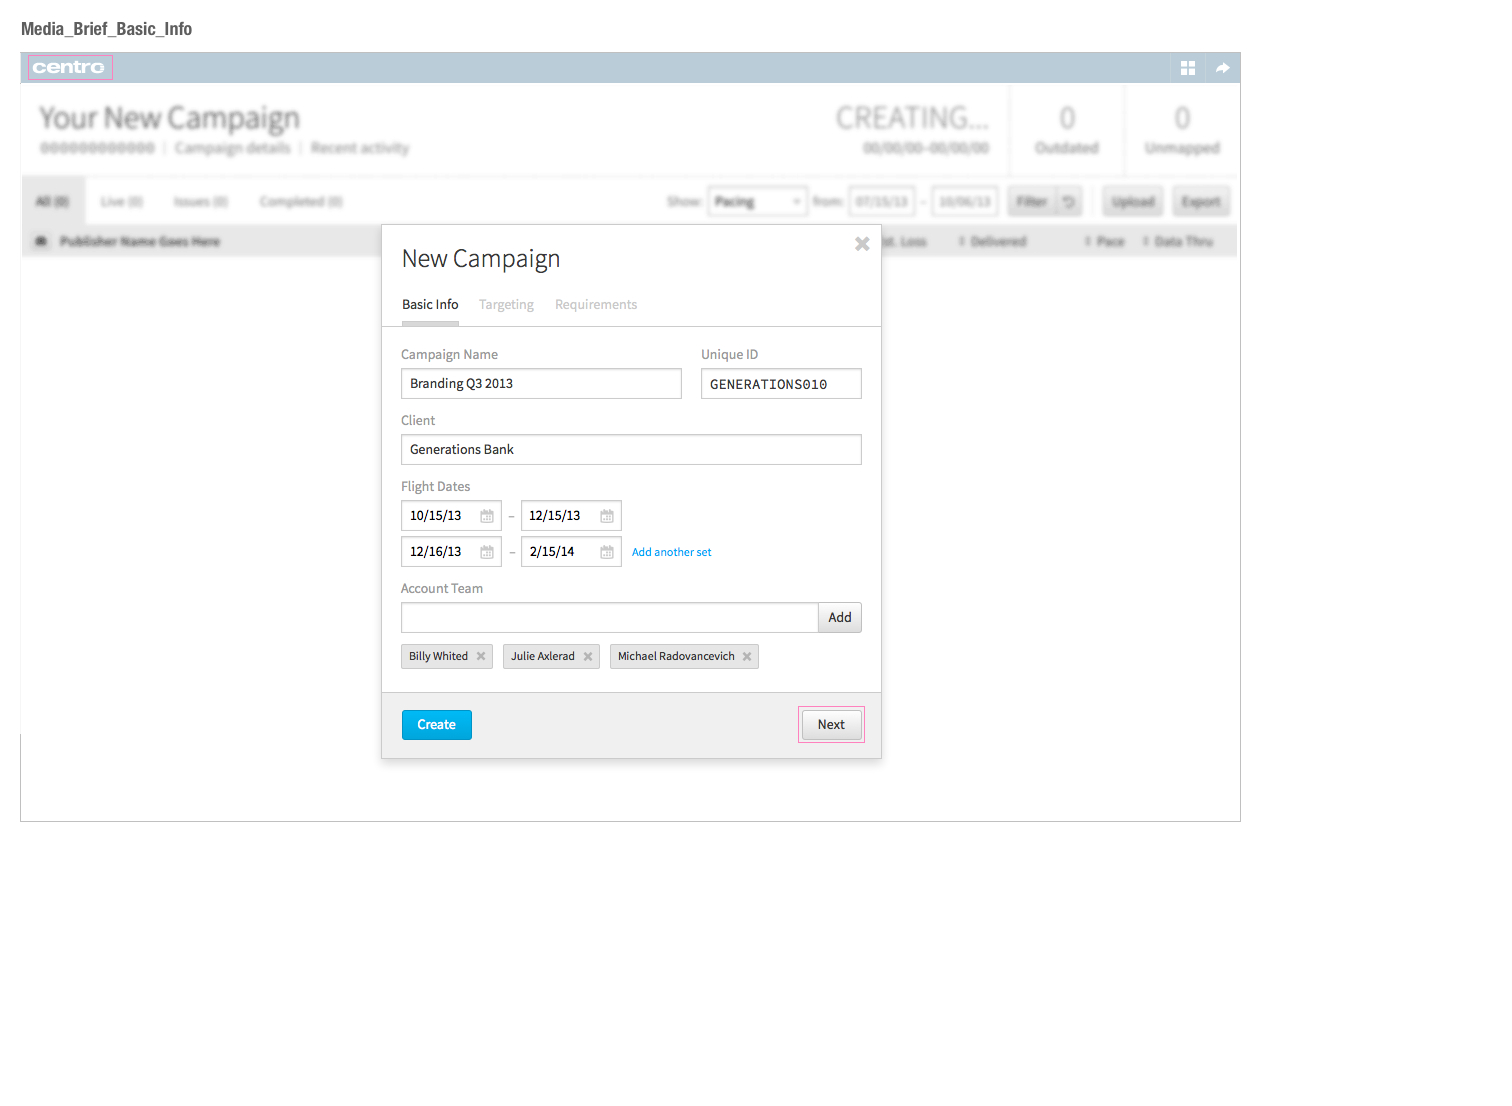 Media_Brief_Basic_Info
centro
Your New Campaign
CREATING...
0
0
000000000000 | Campaign details | Recent activity
00/00/00-00/00/00
Outdated
Unmapped
All (0)
Live (0)
Issues (0)
Completed (0)
Show:
Pacing
from:
07/15/13 - 10/06/13
Filter
Upload
Export
Publisher Name Goes Here
st. Loss
Delivered
Pace
Data Thru
New Campaign
Basic Info
Targeting
Requirements
Campaign Name
Unique ID
Branding Q3 2013
GENERATIONS010
Client
Generations Bank
Flight Dates
10/15/13 – 12/15/13
12/16/13 – 2/15/14 Add another set
Account Team
Add
Billy Whited
Julie Axlerad
Michael Radovancevich
Create
Next